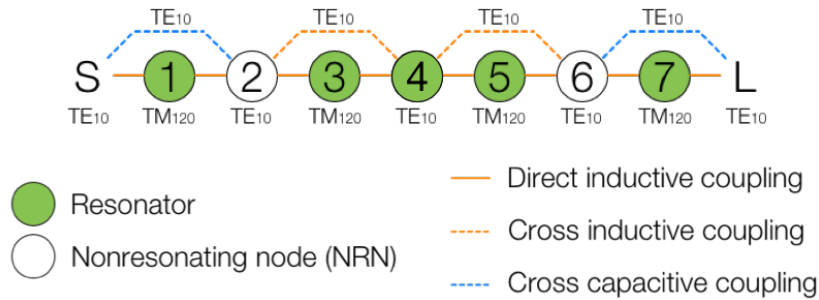 TE10 TE10 TE10 TE10
S 1 2 3 4 5 6 7 L
TE10 TM120 TE10 TM120 TE10 TM120 TE10 TM120 TE10
Resonator
Nonresonating node (NRN)
Direct inductive coupling
Cross inductive coupling
Cross capacitive coupling